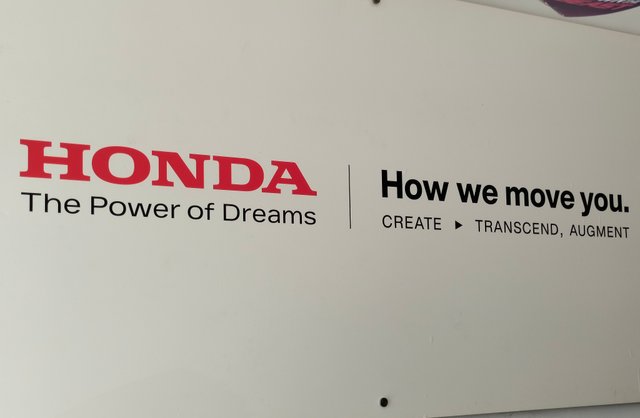 HONDA
The Power of Dreams
How we move you.
CREATE ▶ TRANSCEND, AUGMENT